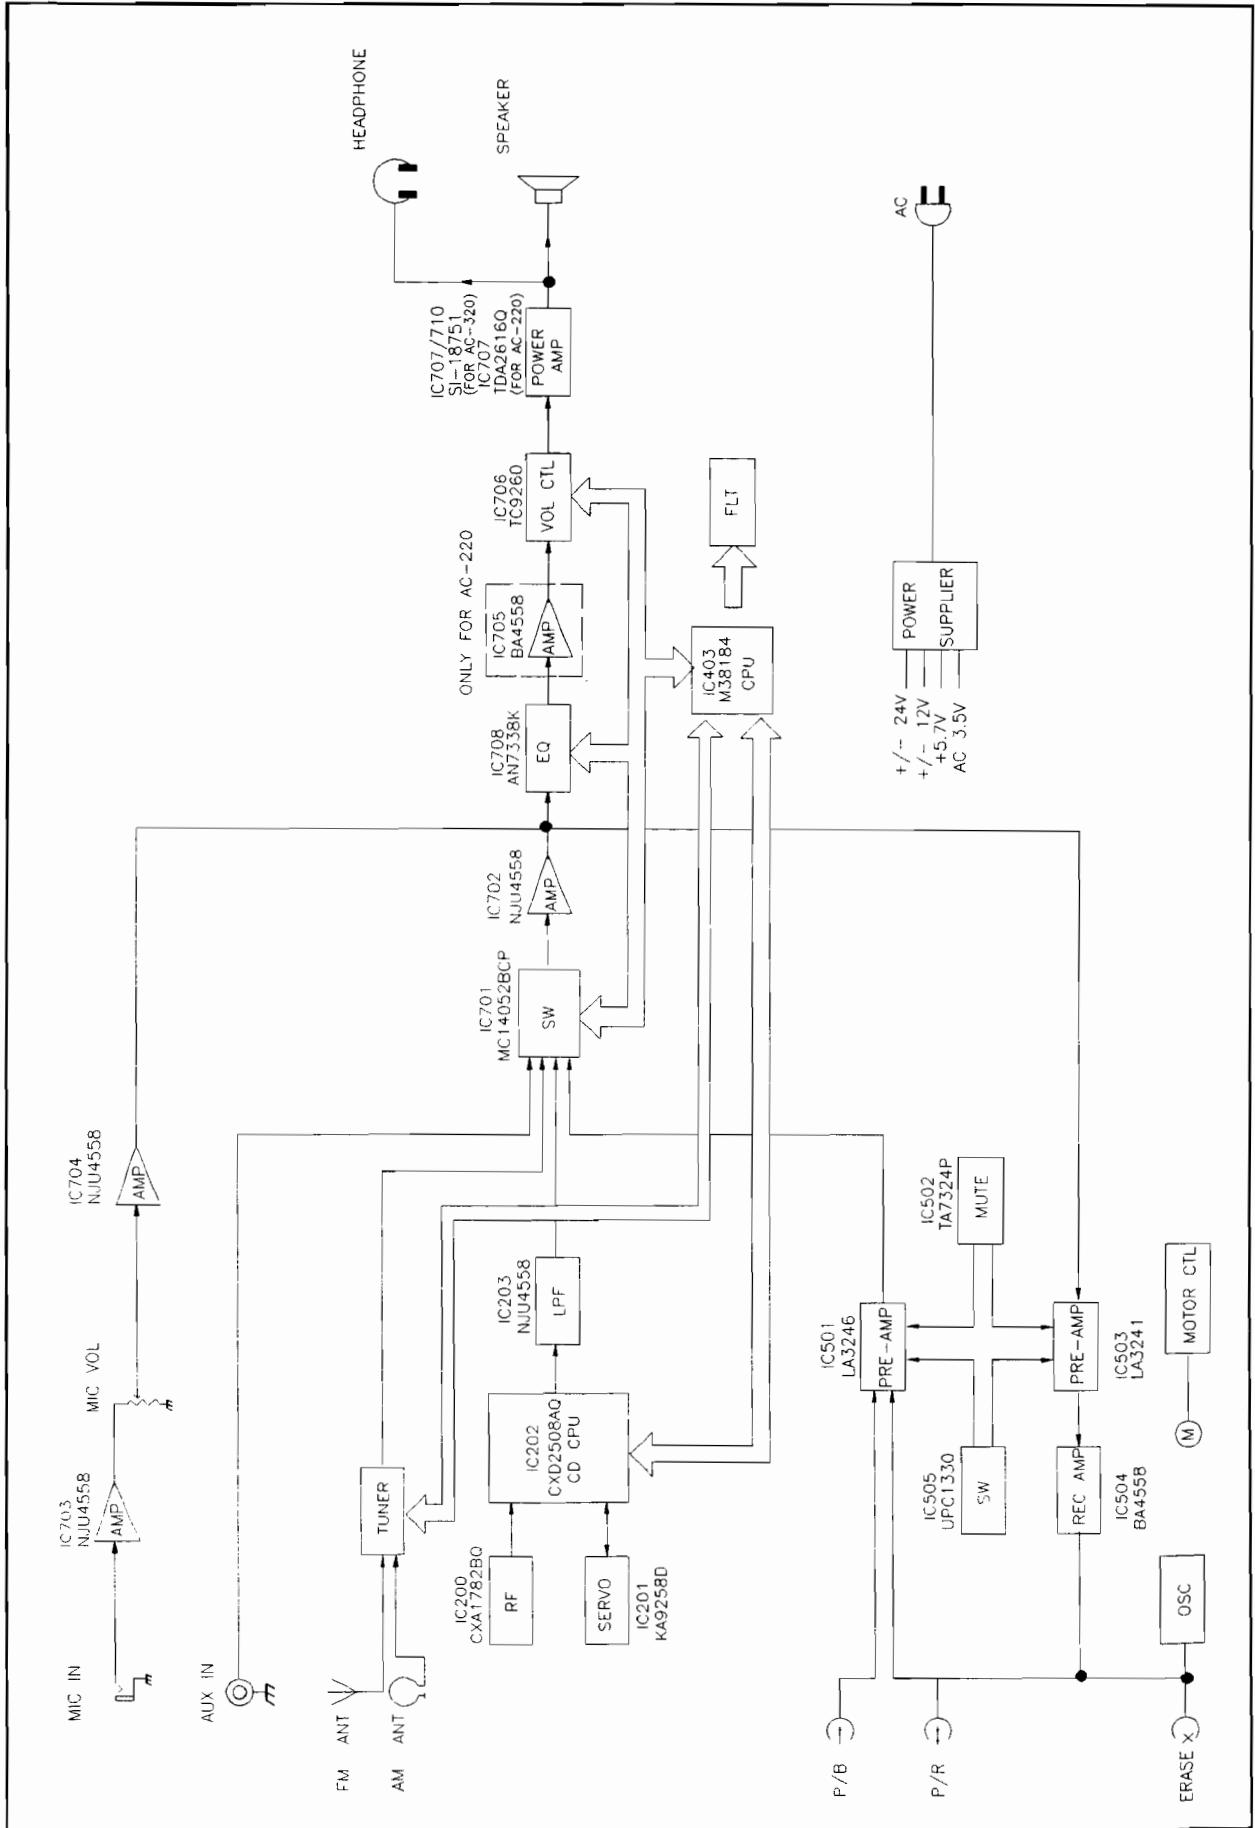 MIC IN
IC703
NJU4558
AMP
MIC VOL
IC704
NJU4558
AMP
AUX IN
FM ANT
AM ANT
TUNER
IC200
CXA1782BQ
RF
SERVO
IC201
KA9258D
IC202
CXD2508AQ
CD CPU
IC203
NJU4558
LPF
IC701
MC14052BCP
SW
IC702
NJU4558
AMP
IC708
AN7338K
EQ
ONLY FOR AC-220
IC705
BA4558
AMP
IC706
TC9260
VOL CTL
IC707/710
SI-18751
(FOR AC-320)
IC707
TDA2616Q
(FOR AC-220)
POWER
AMP
HEADPHONE
SPEAKER
IC403
M38184
CPU
FLT
P/B
P/R
ERASE
OSC
IC501
LA3246
PRE-AMP
IC502
TA7324P
MUTE
IC505
UPC1330
SW
PRE-AMP
IC503
LA3241
REC AMP
IC504
BA4558
M
MOTOR CTL
+/- 24V
+/- 12V
+5.7V
AC 3.5V
POWER
SUPPLIER
AC